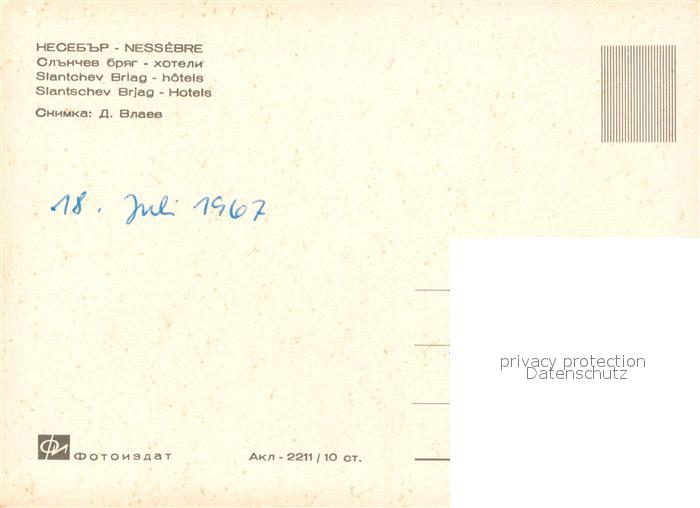 НЕСЕБЪР - NESSÈBRE
Слънчев бряг - хотели
Slantchev Briag - hôtels
Slantschev Brjag - Hotels
Снимка: Д. Влаев
18. Juli 1967
privacy protection
Datenschutz
ФИ Фотоиздат
Акл - 2211 / 10 ст.